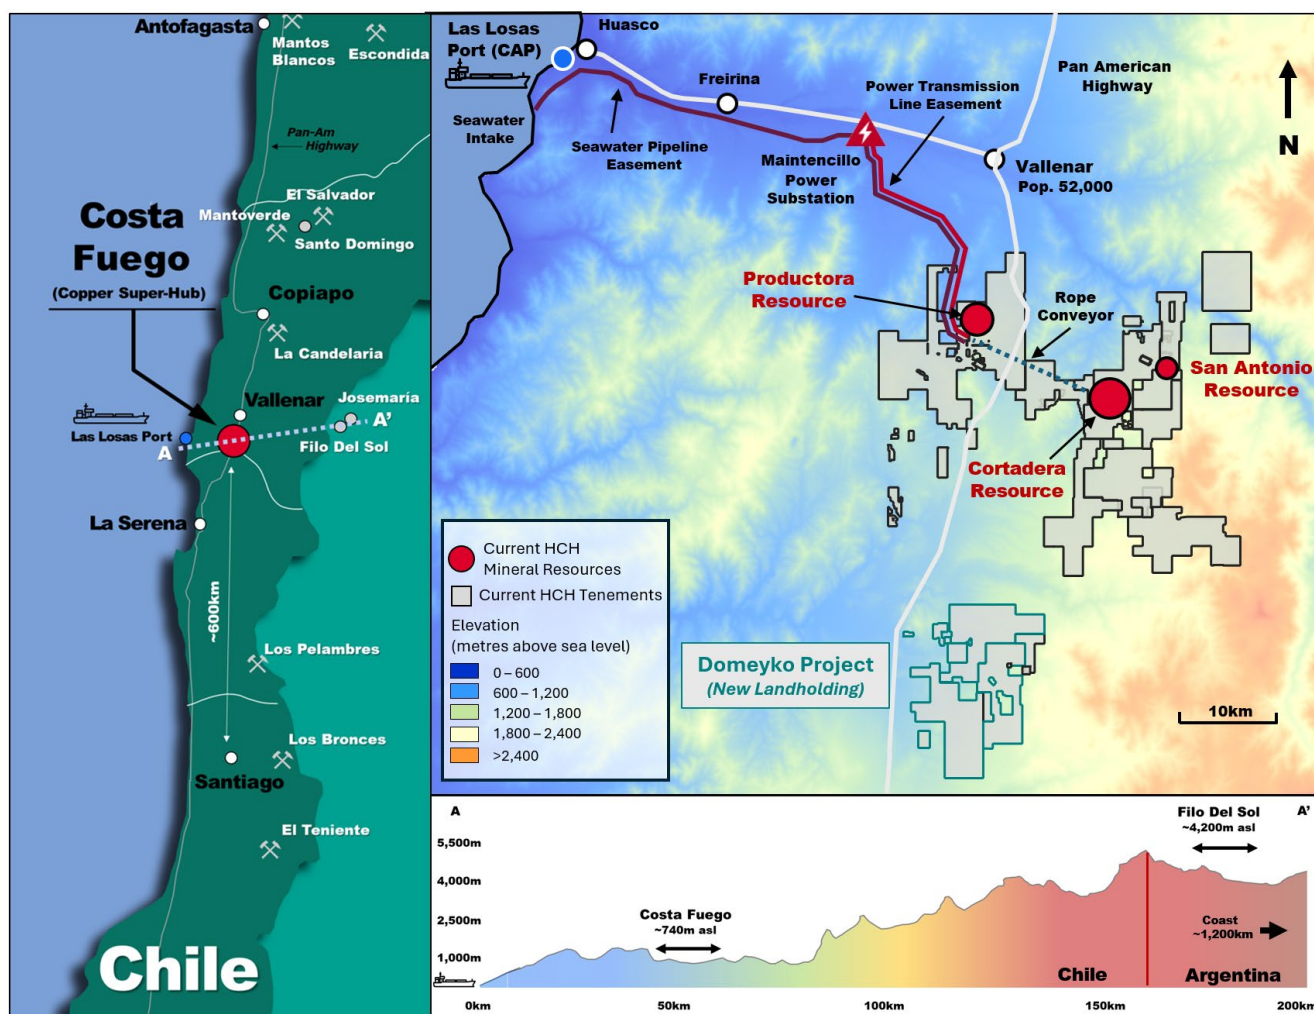 Antofagasta
Mantos
Blancos
Escondida
Pan-Am
Highway
El Salvador
Mantoverde
Santo Domingo
Costa
Fuego
(Copper Super-Hub)
Copiapo
La Candelaria
Vallenar
Josemaría
A'
Las Losas Port
A
Filo Del Sol
La Serena
~600km
Los Pelambres
Los Bronces
Santiago
El Teniente
Chile
Las Losas
Port (CAP)
Huasco
Freirina
Pan American
Highway
Power Transmission
Line Easement
N
Seawater
Intake
Seawater Pipeline
Easement
Maintencillo
Power
Substation
Vallenar
Pop. 52,000
Productora
Resource
Rope
Conveyor
San Antonio
Resource
Cortadera
Resource
Current HCH
Mineral Resources
Current HCH Tenements
Elevation
(metres above sea level)
0 – 600
600 – 1,200
1,200 – 1,800
1,800 – 2,400
>2,400
Domeyko Project
(New Landholding)
10km
A
Filo Del Sol
~4,200m asl
A'
5,500m
4,000m
2,500m
1,000m
Costa Fuego
~740m asl
Coast
~1,200km
Chile
Argentina
0km
50km
100km
150km
200km